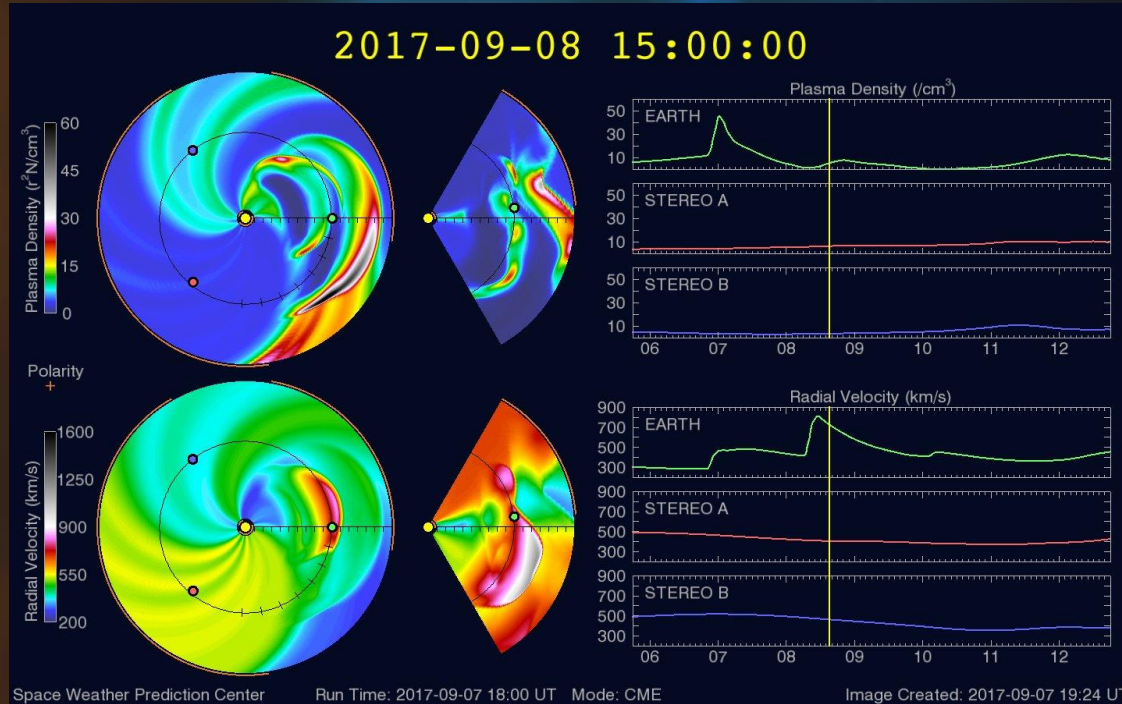 2017-09-08 15:00:00
Plasma Density (r²N/cm³)
60
45
30
15
0
Plasma Density (/cm³)
EARTH
50
30
10
STEREO A
50
30
10
STEREO B
50
30
10
06 07 08 09 10 11 12
Polarity
+
Radial Velocity (km/s)
1600
1250
900
550
200
Radial Velocity (km/s)
EARTH
900
700
500
300
STEREO A
900
700
500
300
STEREO B
900
700
500
300
06 07 08 09 10 11 12
Space Weather Prediction Center Run Time: 2017-09-07 18:00 UT Mode: CME Image Created: 2017-09-07 19:24 UT